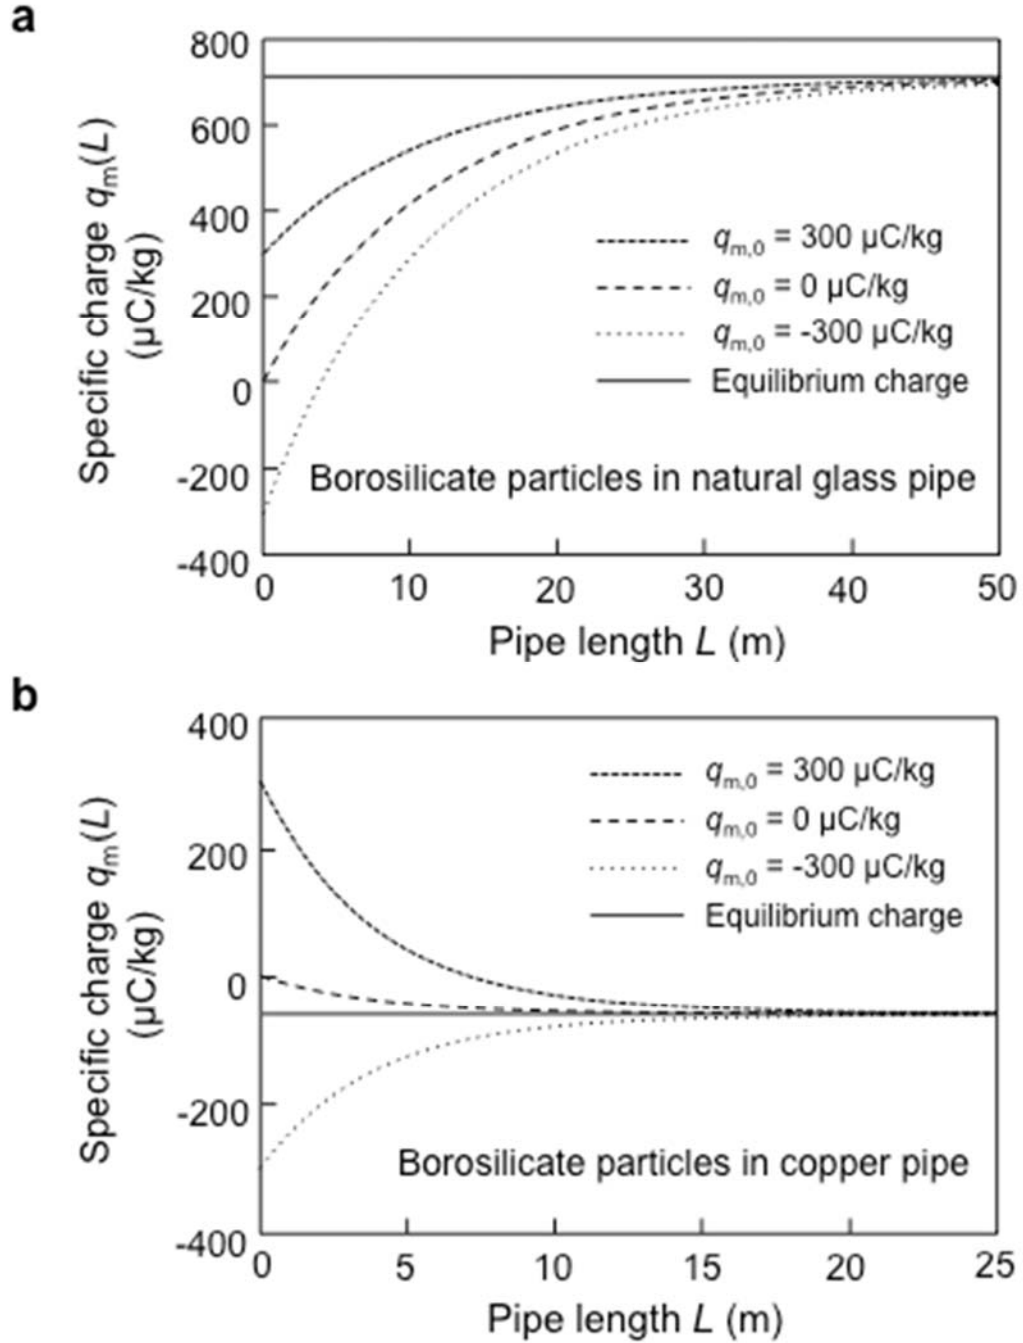 a
800
600
400
200
0
-200
-400
Specific charge qm(L)
(μC/kg)
qm,0 = 300 μC/kg
qm,0 = 0 μC/kg
qm,0 = -300 μC/kg
Equilibrium charge
Borosilicate particles in natural glass pipe
0 10 20 30 40 50
Pipe length L (m)
b
400
200
0
-200
-400
Specific charge qm(L)
(μC/kg)
qm,0 = 300 μC/kg
qm,0 = 0 μC/kg
qm,0 = -300 μC/kg
Equilibrium charge
Borosilicate particles in copper pipe
0 5 10 15 20 25
Pipe length L (m)